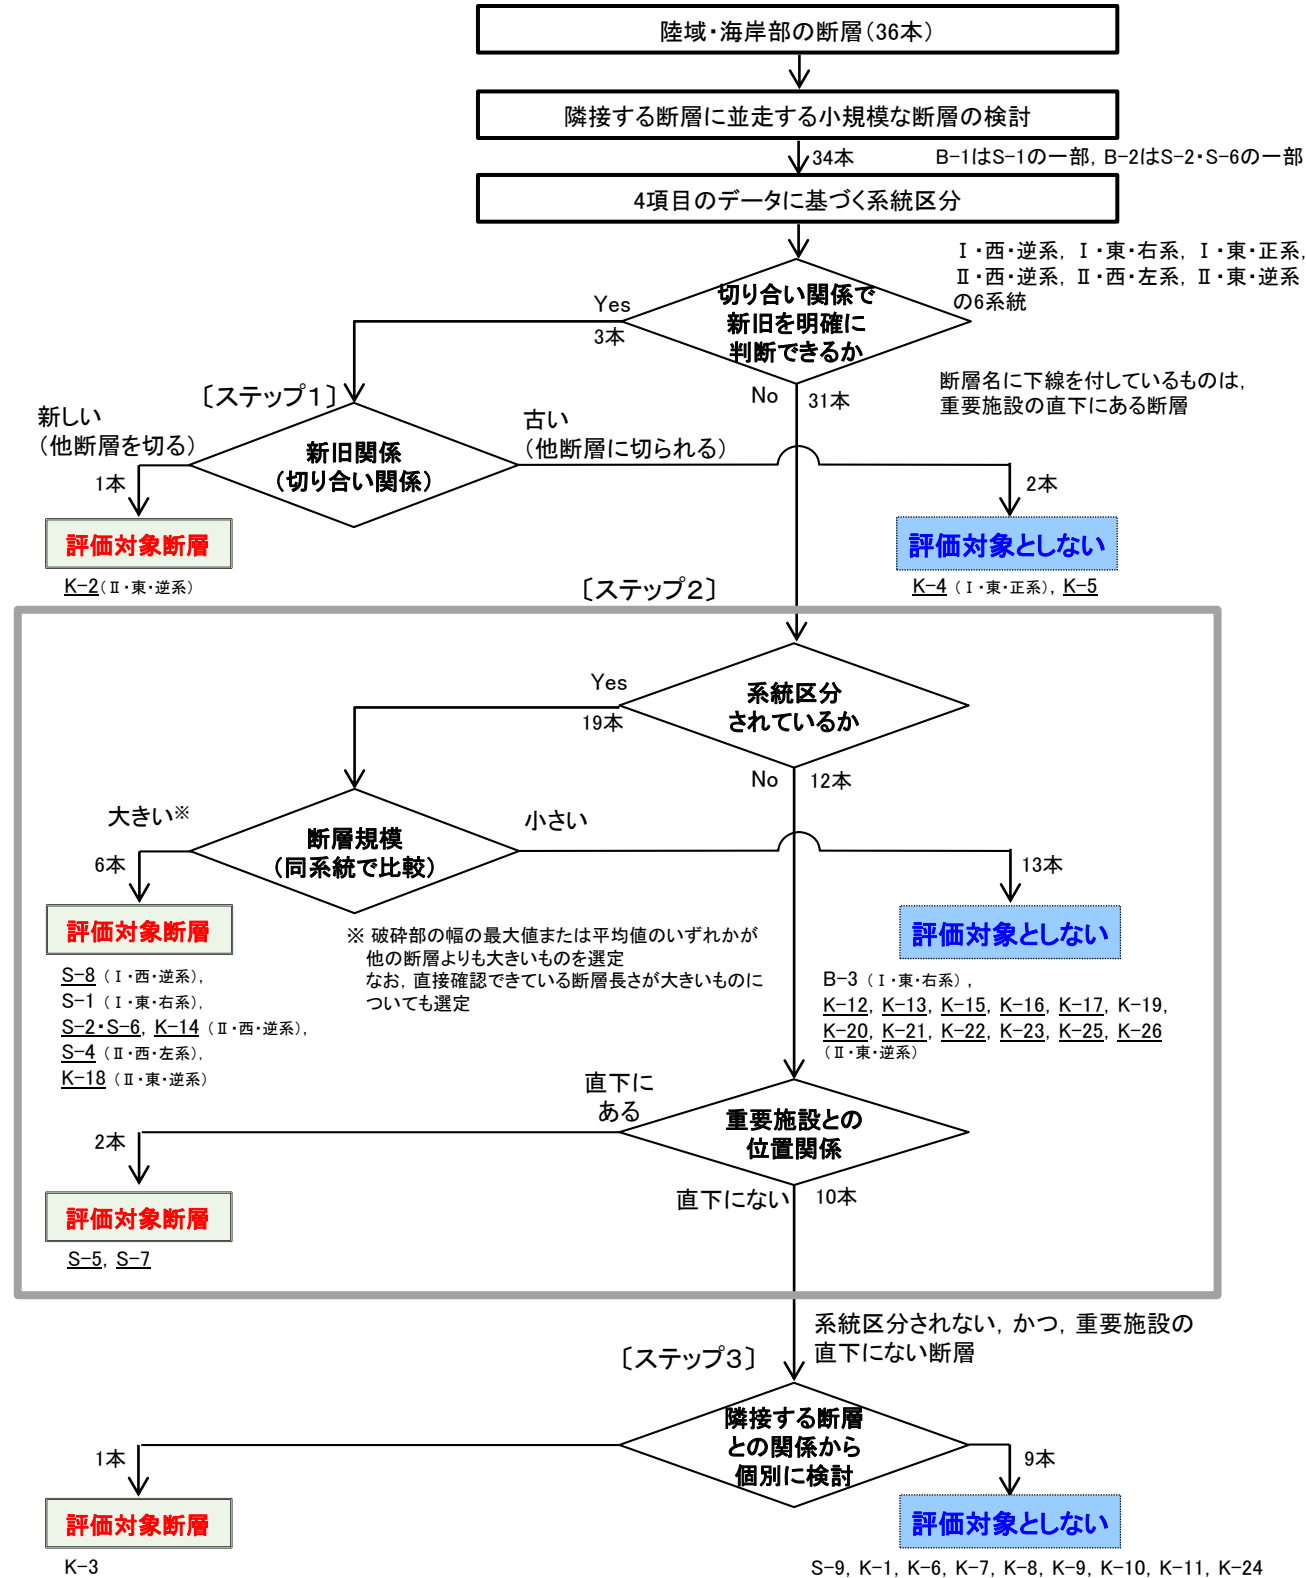 陸域・海岸部の断層(36本)
隣接する断層に並走する小規模な断層の検討
34本
B-1はS-1の一部, B-2はS-2・S-6の一部
4項目のデータに基づく系統区分
Ⅰ・西・逆系, Ⅰ・東・右系, Ⅰ・東・正系,
Ⅱ・西・逆系, Ⅱ・西・左系, Ⅱ・東・逆系
の6系統
切り合い関係で
新旧を明確に
判断できるか
Yes
3本
No
31本
断層名に下線を付しているものは,
重要施設の直下にある断層
〔ステップ1〕
新しい
(他断層を切る)
古い
(他断層に切られる)
新旧関係
(切り合い関係)
1本
2本
評価対象断層
K-2(Ⅱ・東・逆系)
評価対象としない
K-4 (Ⅰ・東・正系), K-5
〔ステップ2〕
系統区分
されているか
Yes
19本
No
12本
大きい※
小さい
断層規模
(同系統で比較)
6本
13本
評価対象断層
S-8 (Ⅰ・西・逆系),
S-1 (Ⅰ・東・右系),
S-2・S-6, K-14 (Ⅱ・西・逆系),
S-4 (Ⅱ・西・左系),
K-18 (Ⅱ・東・逆系)
※ 破砕部の幅の最大値または平均値のいずれかが
他の断層よりも大きいものを選定
なお, 直接確認できている断層長さが大きいものに
ついても選定
評価対象としない
B-3 (Ⅰ・東・右系),
K-12, K-13, K-15, K-16, K-17, K-19,
K-20, K-21, K-22, K-23, K-25, K-26
(Ⅱ・東・逆系)
直下に
ある
重要施設との
位置関係
2本
直下にない
10本
評価対象断層
S-5, S-7
系統区分されない, かつ, 重要施設の
直下にない断層
〔ステップ3〕
隣接する断層
との関係から
個別に検討
1本
9本
評価対象断層
K-3
評価対象としない
S-9, K-1, K-6, K-7, K-8, K-9, K-10, K-11, K-24